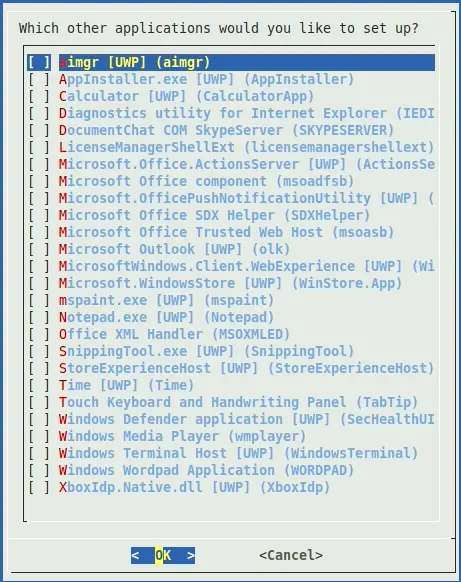 Which other applications would you like to set up?
[ ] aimgr [UWP] (aimgr)
[ ] AppInstaller.exe [UWP] (AppInstaller)
[ ] Calculator [UWP] (CalculatorApp)
[ ] Diagnostics utility for Internet Explorer (IEDI
[ ] DocumentChat COM SkypeServer (SKYPESERVER)
[ ] LicenseManagerShellExt (licensemanagershellext)
[ ] Microsoft.Office.ActionsServer [UWP] (ActionsSe
[ ] Microsoft Office component (msoadfsb)
[ ] Microsoft.OfficePushNotificationUtility [UWP] (
[ ] Microsoft Office SDX Helper (SDXHelper)
[ ] Microsoft Office Trusted Web Host (msoasb)
[ ] Microsoft Outlook [UWP] (olk)
[ ] MicrosoftWindows.Client.WebExperience [UWP] (Wi
[ ] Microsoft.WindowsStore [UWP] (WinStore.App)
[ ] mspaint.exe [UWP] (mspaint)
[ ] Notepad.exe [UWP] (Notepad)
[ ] Office XML Handler (MSOXMLED)
[ ] SnippingTool.exe [UWP] (SnippingTool)
[ ] StoreExperienceHost [UWP] (StoreExperienceHost)
[ ] Time [UWP] (Time)
[ ] Touch Keyboard and Handwriting Panel (TabTip)
[ ] Windows Defender application [UWP] (SecHealthUI
[ ] Windows Media Player (wmplayer)
[ ] Windows Terminal Host [UWP] (WindowsTerminal)
[ ] Windows Wordpad Application (WORDPAD)
[ ] XboxIdp.Native.dll [UWP] (XboxIdp)
< OK > <Cancel>